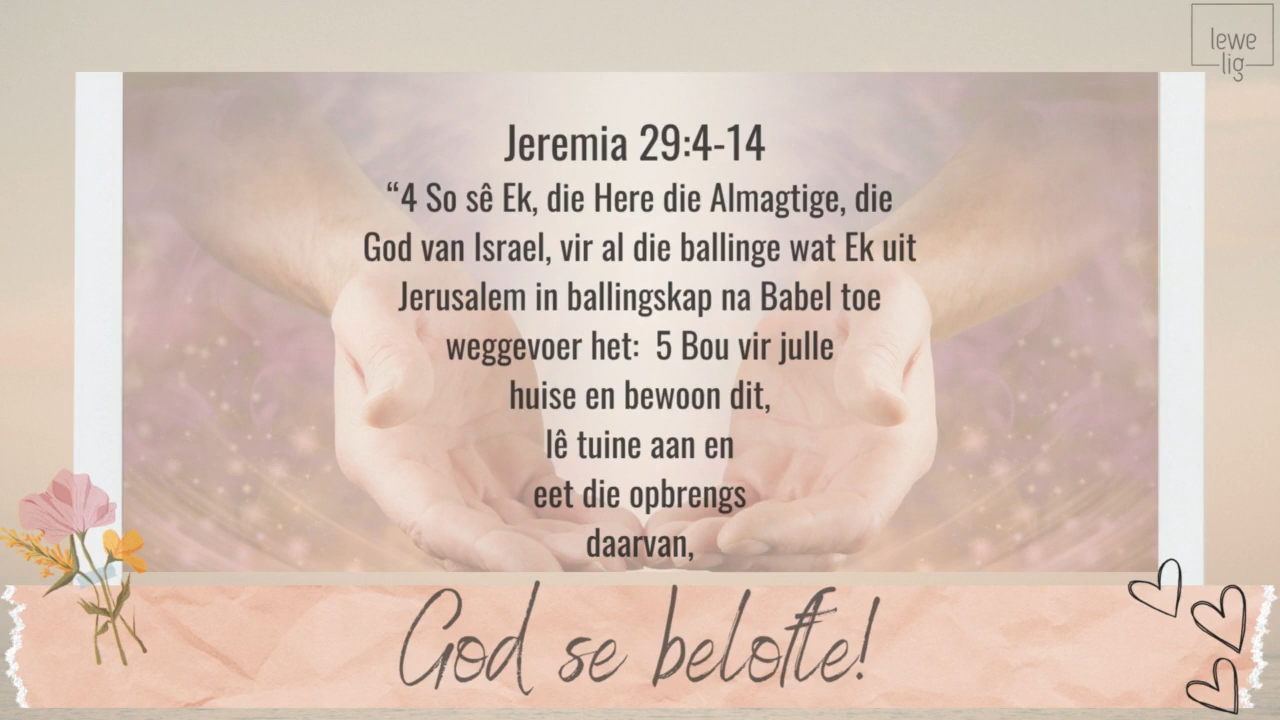 lewe
lig
Jeremia 29:4-14
“4 So sê Ek, die Here die Almagtige, die
God van Israel, vir al die ballinge wat Ek uit
Jerusalem in ballingskap na Babel toe
weggevoer het:  5 Bou vir julle
huise en bewoon dit,
lê tuine aan en
eet die opbrengs
daarvan,
God se belofte!